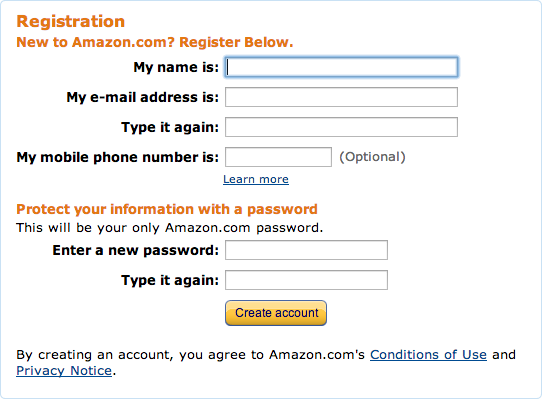 Registration
New to Amazon.com? Register Below.
My name is:
My e-mail address is:
Type it again:
My mobile phone number is: (Optional)
Learn more
Protect your information with a password
This will be your only Amazon.com password.
Enter a new password:
Type it again:
Create account
By creating an account, you agree to Amazon.com's Conditions of Use and
Privacy Notice.